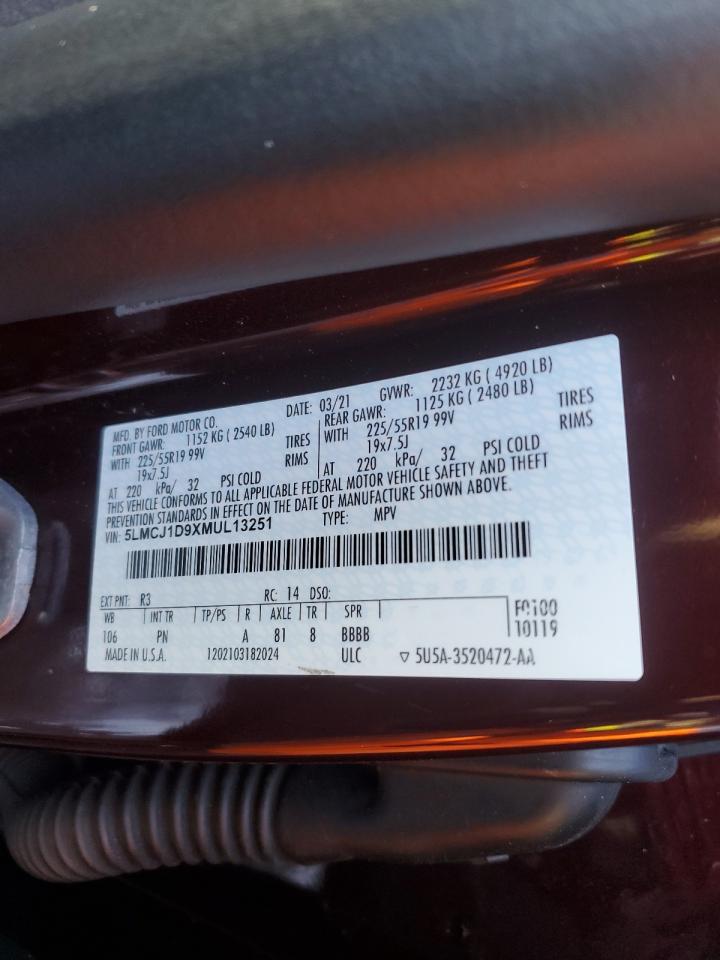 MFD. BY FORD MOTOR CO. DATE: 03/21 GVWR: 2232 KG ( 4920 LB)
FRONT GAWR: 1152 KG ( 2540 LB) REAR GAWR: 1125 KG ( 2480 LB)
WITH 225/55R19 99V TIRES WITH 225/55R19 99V TIRES
19x7.5J RIMS 19x7.5J RIMS
AT 220 kPa/ 32 PSI COLD AT 220 kPa/ 32 PSI COLD
THIS VEHICLE CONFORMS TO ALL APPLICABLE FEDERAL MOTOR VEHICLE SAFETY AND THEFT
PREVENTION STANDARDS IN EFFECT ON THE DATE OF MANUFACTURE SHOWN ABOVE.
VIN: 5LMCJ1D9XMUL13251 TYPE: MPV
EXT PNT: R3 RC: 14 DSO:
WB INT TR TP/PS R AXLE TR SPR F0100
106 PN A 81 8 BBBB 10119
MADE IN U.S.A. 1202103182024 ULC ▽ 5U5A-3520472-AA